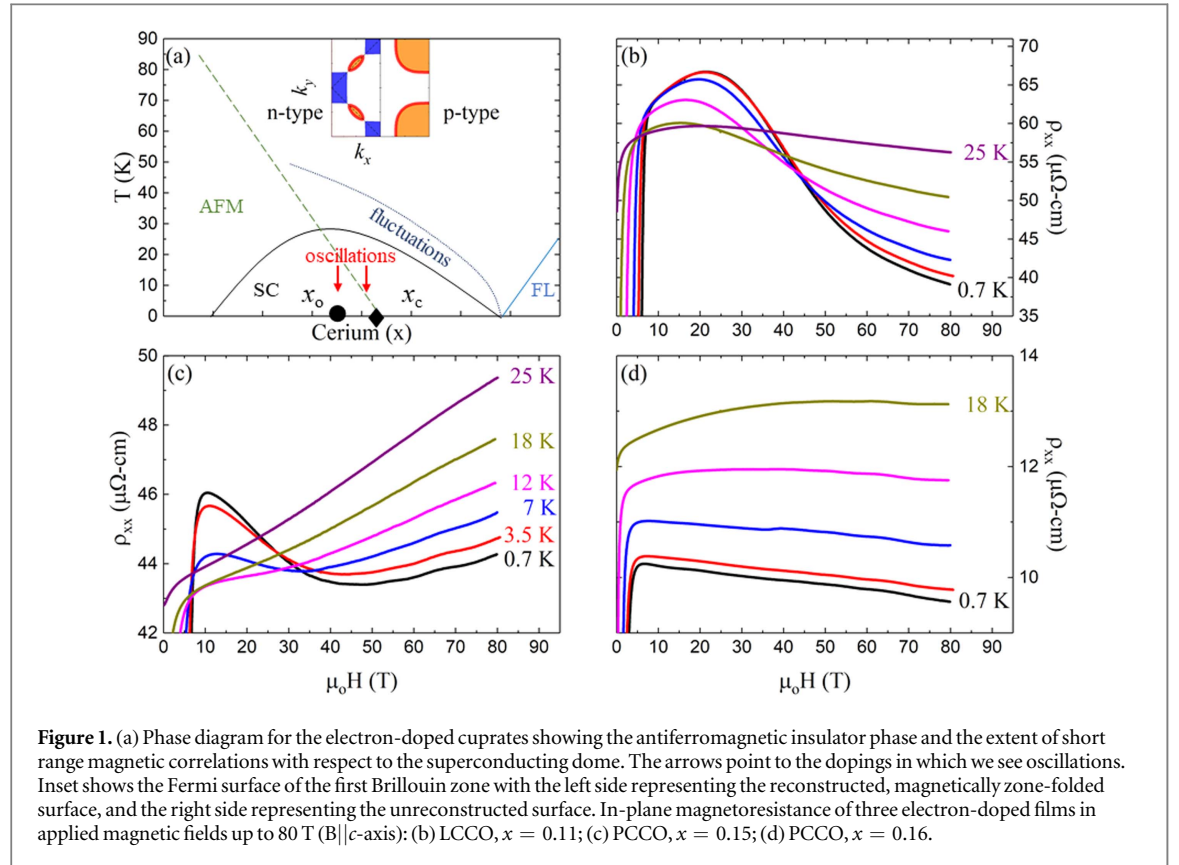 (a)
90
80
70
60
50
40
30
20
10
0
T (K)
n-type
p-type
k_y
k_x
AFM
fluctuations
oscillations
SC
x_o
x_c
FL
Cerium (x)
(b)
70
65
60
55
50
45
40
35
ρ_xx (μΩ-cm)
25 K
0.7 K
0 10 20 30 40 50 60 70 80 90
(c)
50
48
46
44
42
ρ_xx (μΩ-cm)
25 K
18 K
12 K
7 K
3.5 K
0.7 K
0 10 20 30 40 50 60 70 80 90
μ_oH (T)
(d)
14
12
10
ρ_xx (μΩ-cm)
18 K
0.7 K
0 10 20 30 40 50 60 70 80 90
μ_oH (T)
Figure 1. (a) Phase diagram for the electron-doped cuprates showing the antiferromagnetic insulator phase and the extent of short
range magnetic correlations with respect to the superconducting dome. The arrows point to the dopings in which we see oscillations.
Inset shows the Fermi surface of the first Brillouin zone with the left side representing the reconstructed, magnetically zone-folded
surface, and the right side representing the unreconstructed surface. In-plane magnetoresistance of three electron-doped films in
applied magnetic fields up to 80 T (B||c-axis): (b) LCCO, x = 0.11; (c) PCCO, x = 0.15; (d) PCCO, x = 0.16.